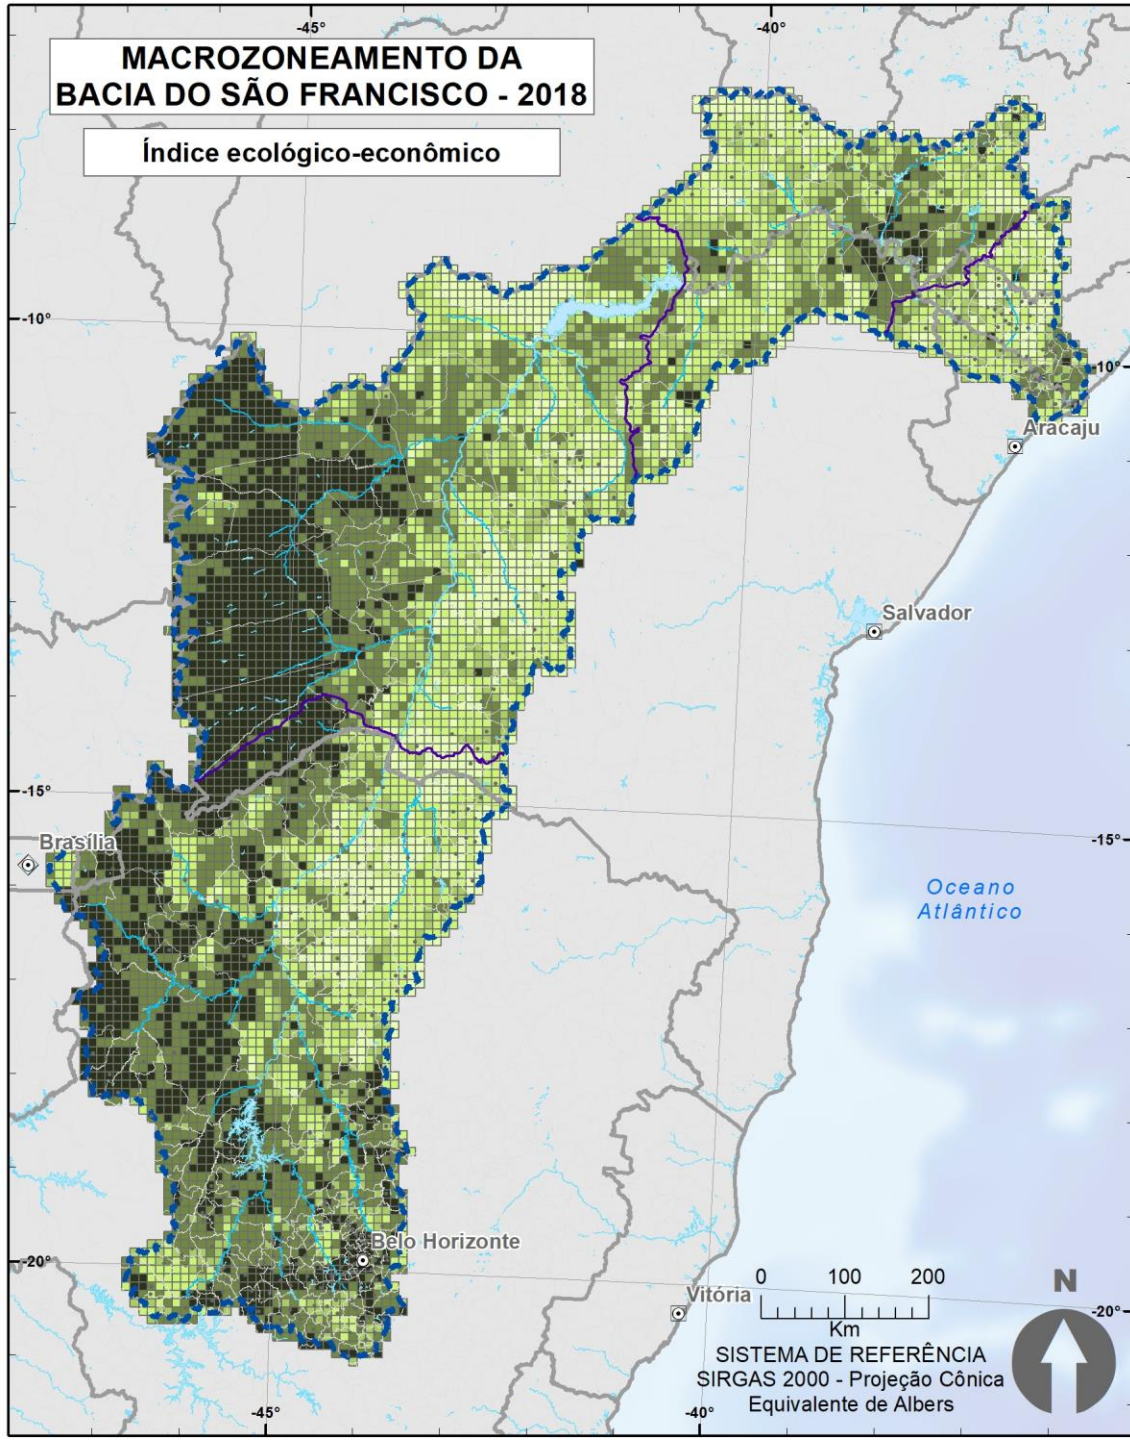 -45°
-40°
MACROZONEAMENTO DA
BACIA DO SÃO FRANCISCO - 2018
Índice ecológico-econômico
-10°
-10°
Aracaju
Salvador
-15°
Brasília
-15°
Oceano
Atlântico
Belo Horizonte
-20°
Vitória
0 100 200
Km
N
-20°
SISTEMA DE REFERÊNCIA
SIRGAS 2000 - Projeção Cônica
Equivalente de Albers
-45°
-40°